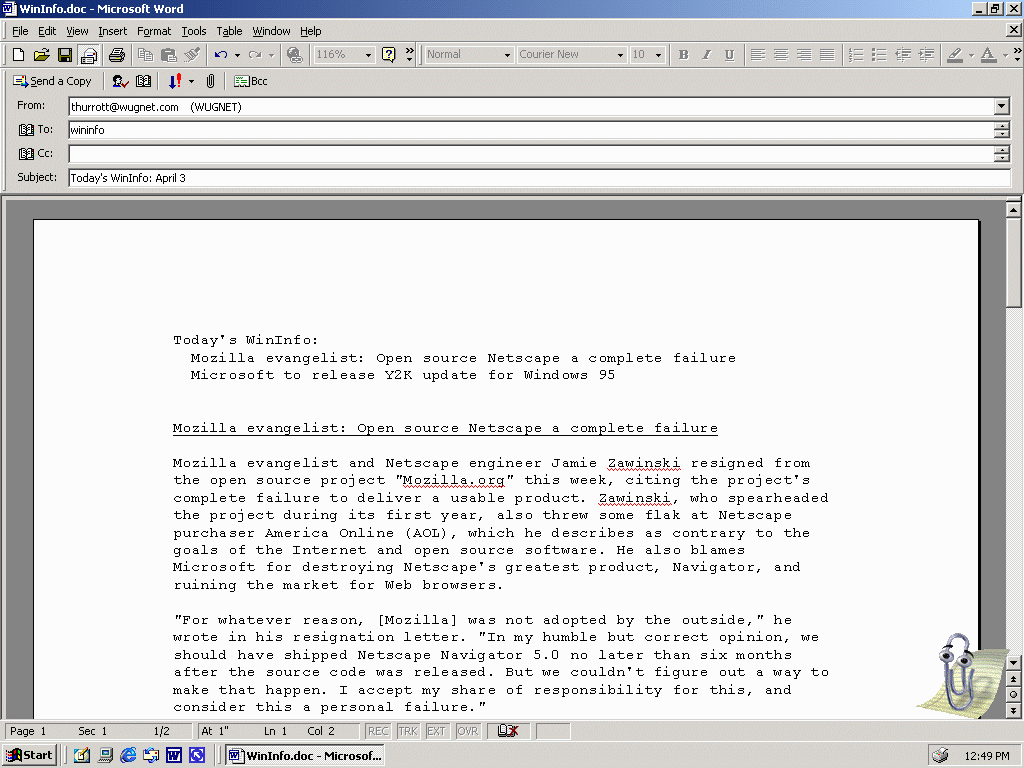 WinInfo.doc - Microsoft Word
File Edit View Insert Format Tools Table Window Help
116% Normal Courier New 10 B I U A
Send a Copy Bcc
From: thurrott@wugnet.com (WUGNET)
To: wininfo
Cc:
Subject: Today's WinInfo: April 3
Today's WinInfo:
Mozilla evangelist: Open source Netscape a complete failure
Microsoft to release Y2K update for Windows 95
Mozilla evangelist: Open source Netscape a complete failure
Mozilla evangelist and Netscape engineer Jamie Zawinski resigned from
the open source project "Mozilla.org" this week, citing the project's
complete failure to deliver a usable product. Zawinski, who spearheaded
the project during its first year, also threw some flak at Netscape
purchaser America Online (AOL), which he describes as contrary to the
goals of the Internet and open source software. He also blames
Microsoft for destroying Netscape's greatest product, Navigator, and
ruining the market for Web browsers.
"For whatever reason, [Mozilla] was not adopted by the outside," he
wrote in his resignation letter. "In my humble but correct opinion, we
should have shipped Netscape Navigator 5.0 no later than six months
after the source code was released. But we couldn't figure out a way to
make that happen. I accept my share of responsibility for this, and
consider this a personal failure."
Page 1 Sec 1 1/2 At 1" Ln 1 Col 2 REC TRK EXT OVR
Start WinInfo.doc - Microsof... 12:49 PM